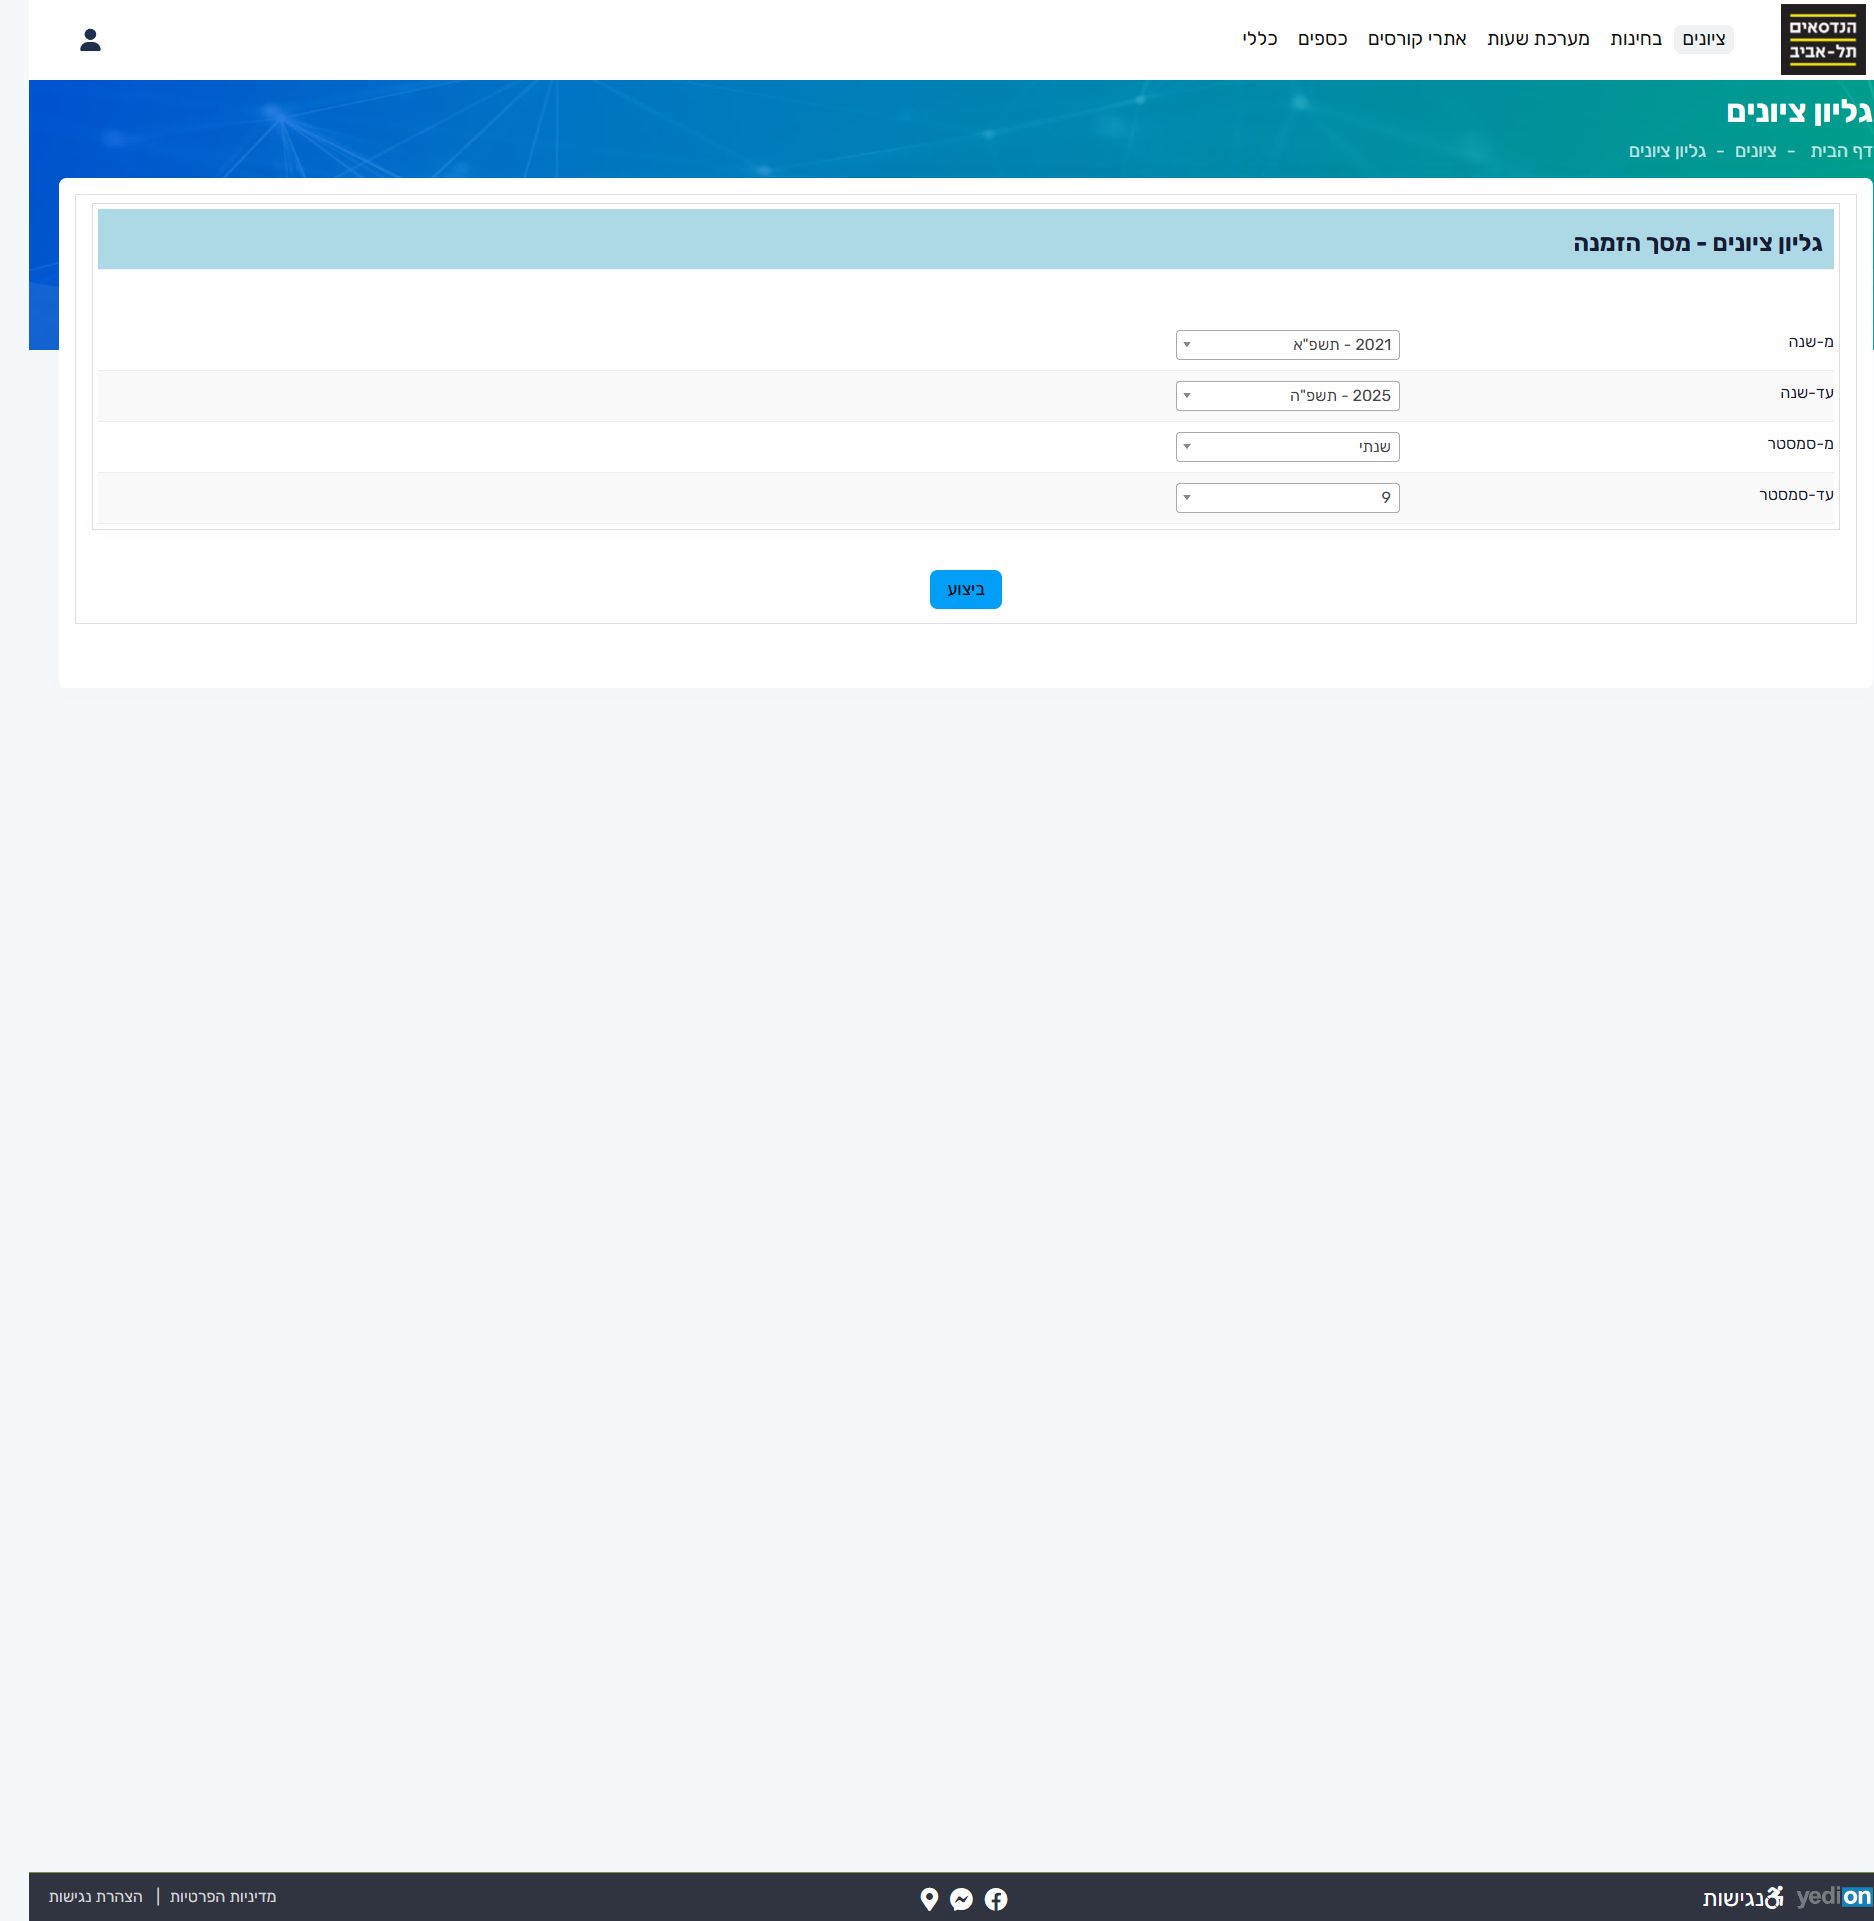 הנדסאים
תל-אביב
ציונים בחינות מערכת שעות אתרי קורסים כספים כללי
גליון ציונים
דף הבית - ציונים - גליון ציונים
גליון ציונים - מסך הזמנה
מ-שנה 2021 - תשפ"א
עד-שנה 2025 - תשפ"ה
מ-סמסטר שנתי
עד-סמסטר 9
ביצוע
yedion נגישות מדיניות הפרטיות | הצהרת נגישות